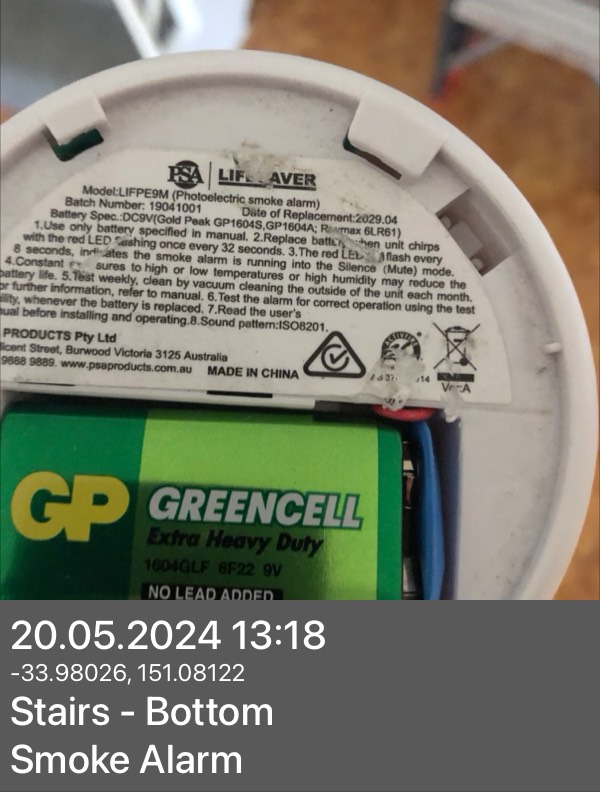 PSA | LIFESAVER
Model:LIFPE9M (Photoelectric smoke alarm)
Batch Number: 19041001 Date of Replacement:2029.04
Battery Spec.:DC9V(Gold Peak GP1604S,GP1604A; Raymax 6LR61)
1.Use only battery specified in manual. 2.Replace battery when unit chirps
with the red LED flashing once every 32 seconds. 3.The red LED flash every
8 seconds, indicates the smoke alarm is running into the Silence (Mute) mode.
4.Constant sures to high or low temperatures or high humidity may reduce the
battery life. 5.Test weekly, clean by vacuum cleaning the outside of the unit each month.
or further information, refer to manual. 6.Test the alarm for correct operation using the test
ility, whenever the battery is replaced. 7.Read the user's
ual before installing and operating.8.Sound pattern:ISO8201.
PRODUCTS Pty Ltd
licent Street, Burwood Victoria 3125 Australia
9888 9889. www.psaproducts.com.au MADE IN CHINA
GP GREENCELL
Extra Heavy Duty
1604GLF 6F22 9V
NO LEAD ADDED
20.05.2024 13:18
-33.98026, 151.08122
Stairs - Bottom
Smoke Alarm